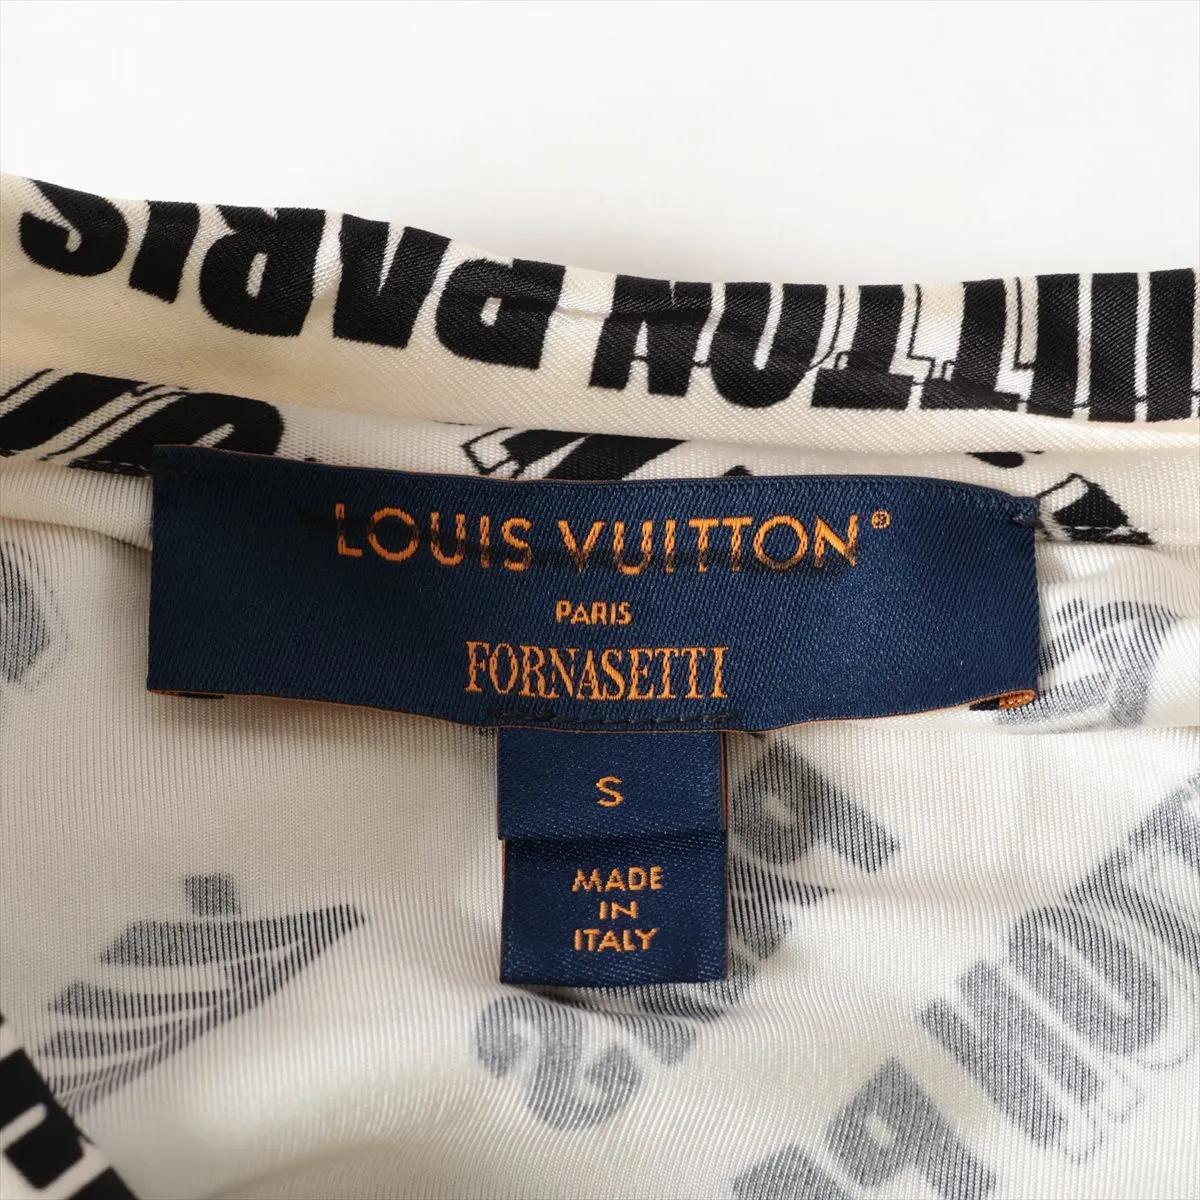 UITTON PARIS
LOUIS VUITTON®
PARIS
FORNASETTI
S
MADE
IN
ITALY